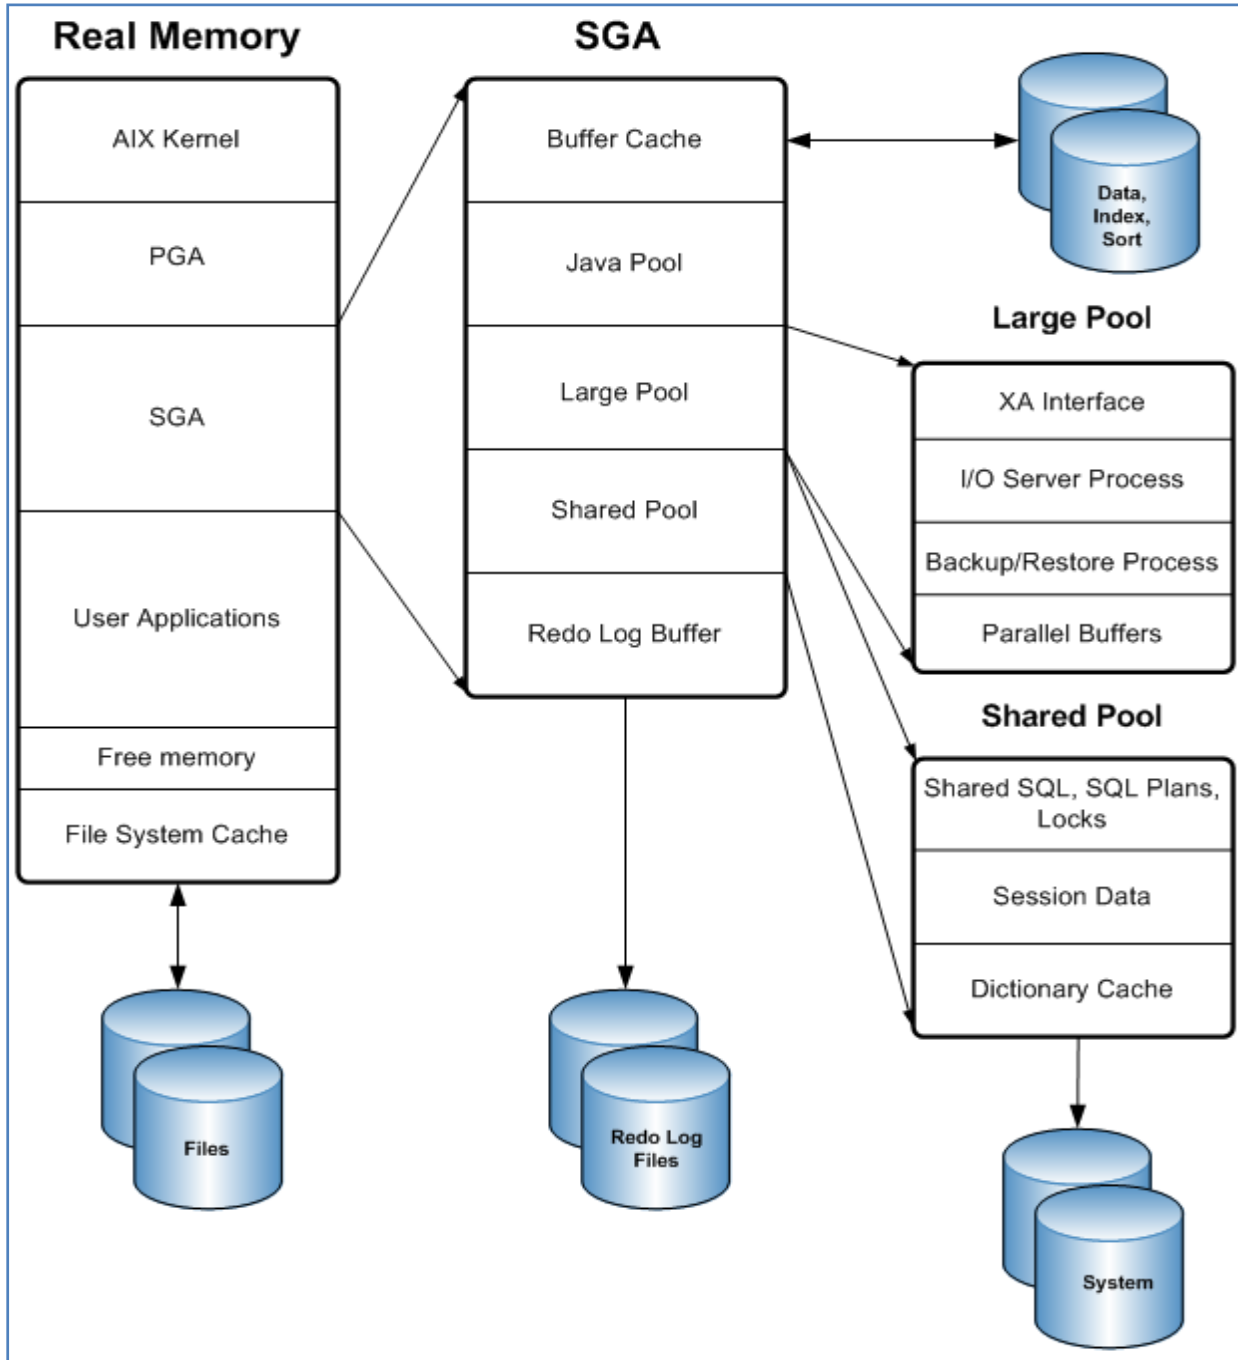 Real Memory
AIX Kernel
PGA
SGA
User Applications
Free memory
File System Cache
Files
SGA
Buffer Cache
Java Pool
Large Pool
Shared Pool
Redo Log Buffer
Redo Log
Files
Data,
Index,
Sort
Large Pool
XA Interface
I/O Server Process
Backup/Restore Process
Parallel Buffers
Shared Pool
Shared SQL, SQL Plans,
Locks
Session Data
Dictionary Cache
System